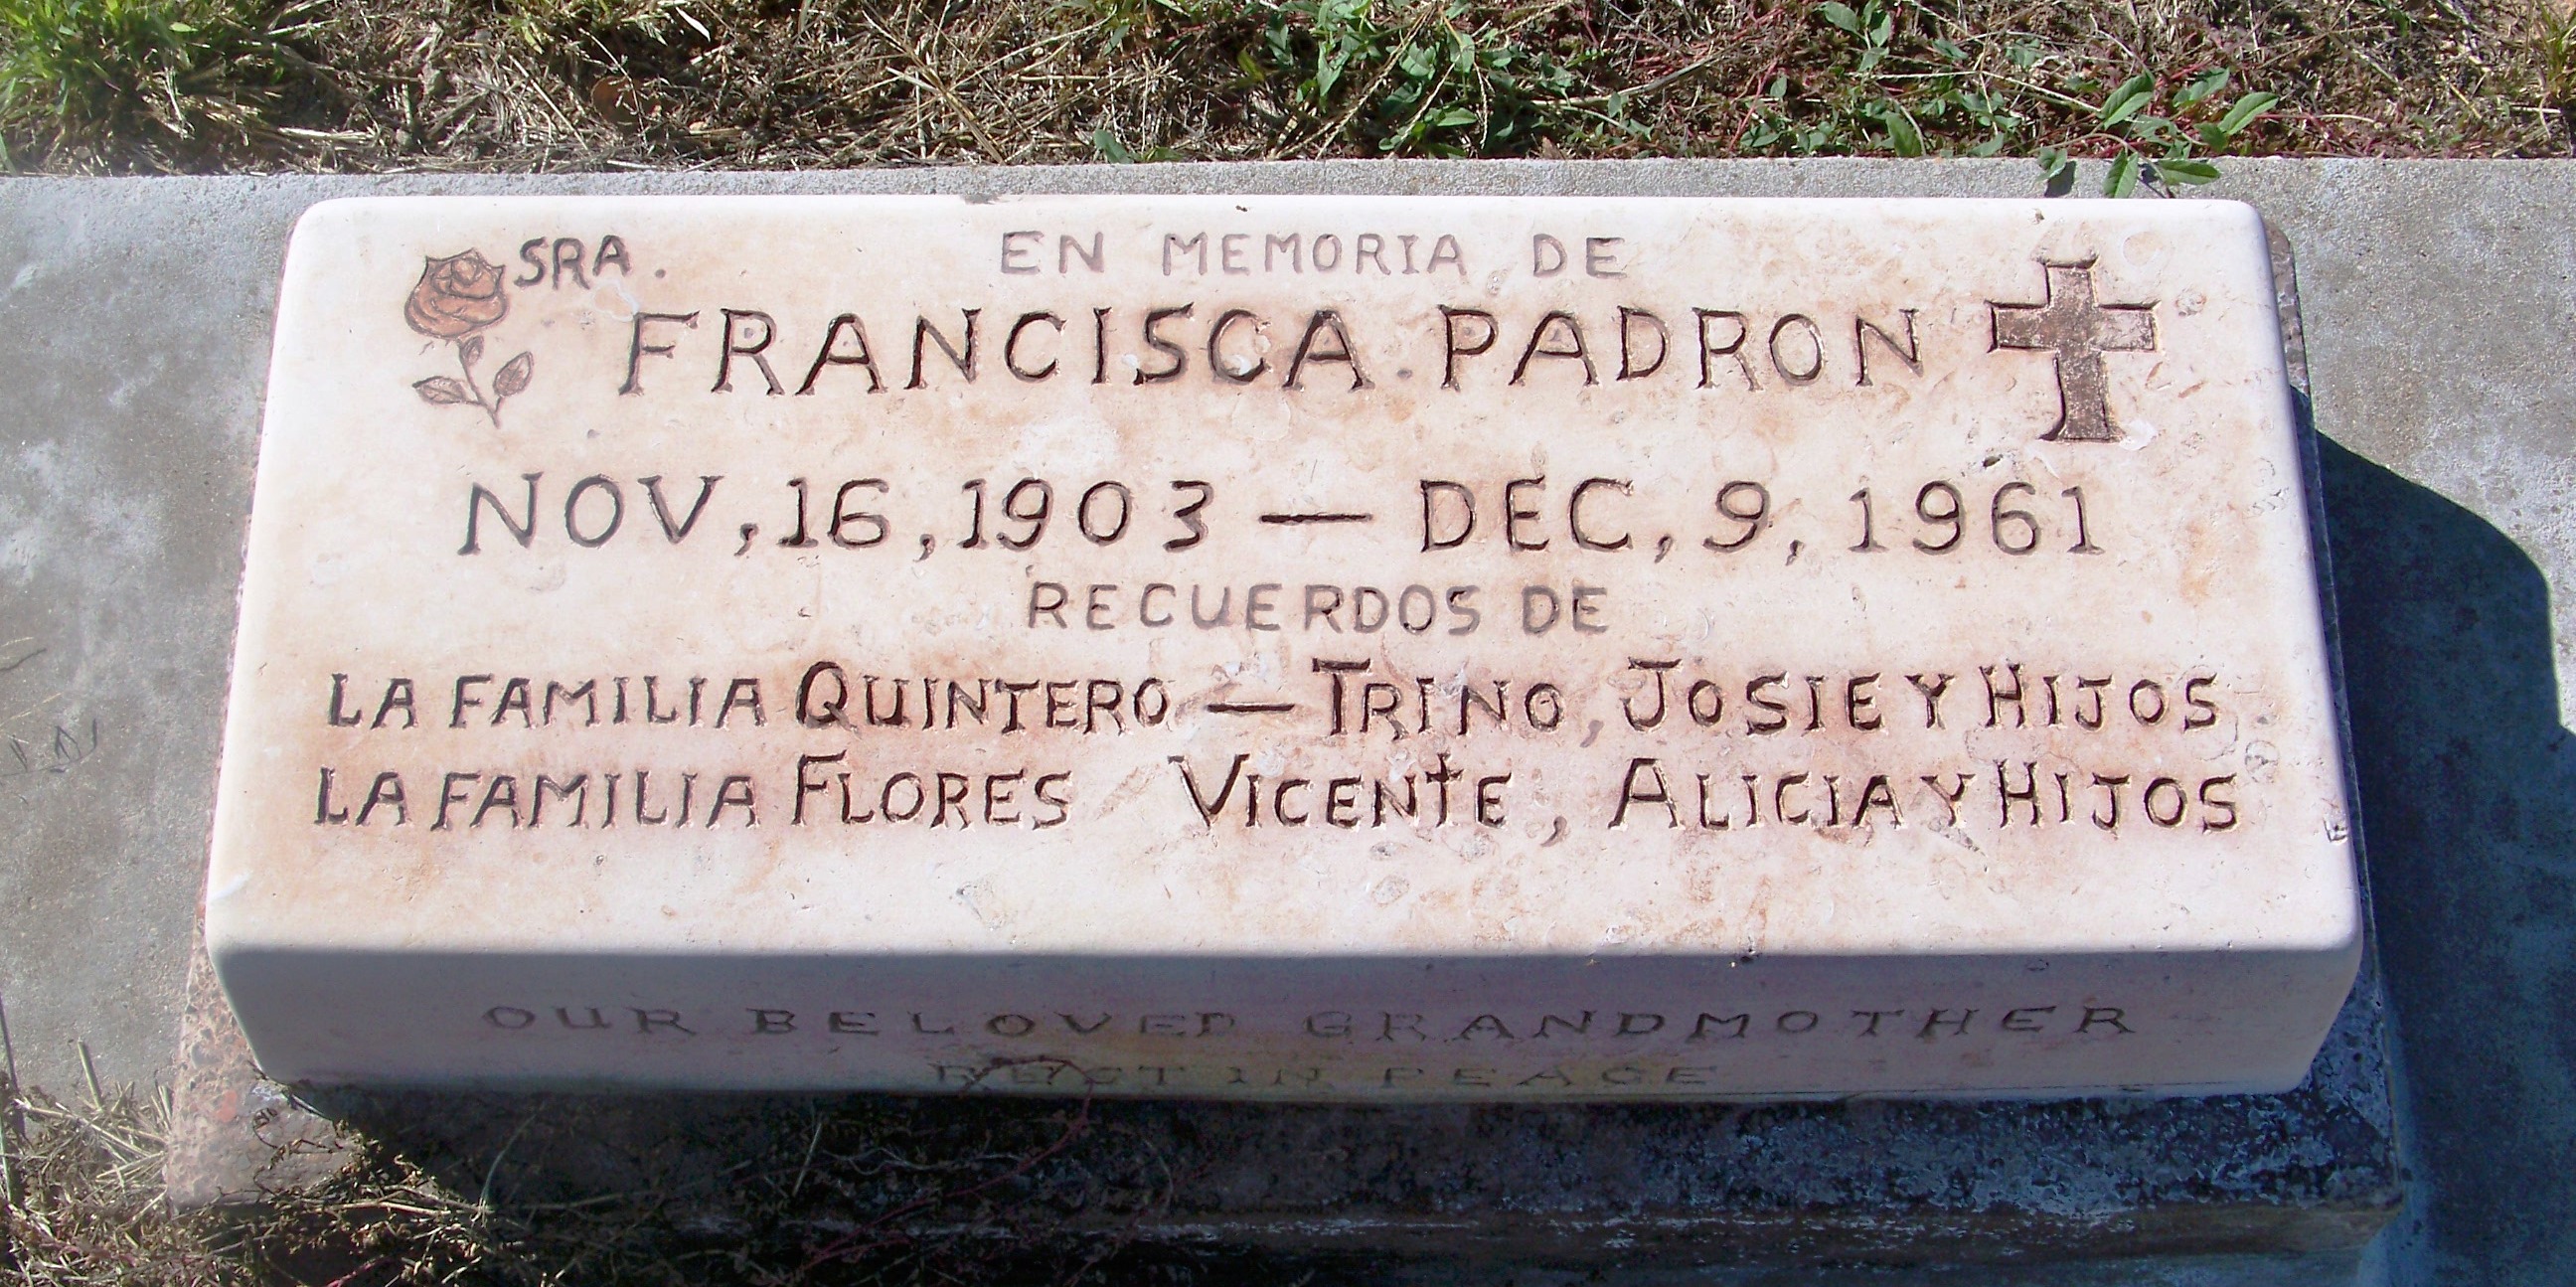 SRA. EN MEMORIA DE
FRANCISCA. PADRON
NOV, 16, 1903 — DEC, 9, 1961
RECUERDOS DE
LA FAMILIA QUINTERO — TRINO, JOSIE Y HIJOS
LA FAMILIA FLORES VICENTE, ALICIA Y HIJOS
OUR BELOVED GRANDMOTHER
REST IN PEACE